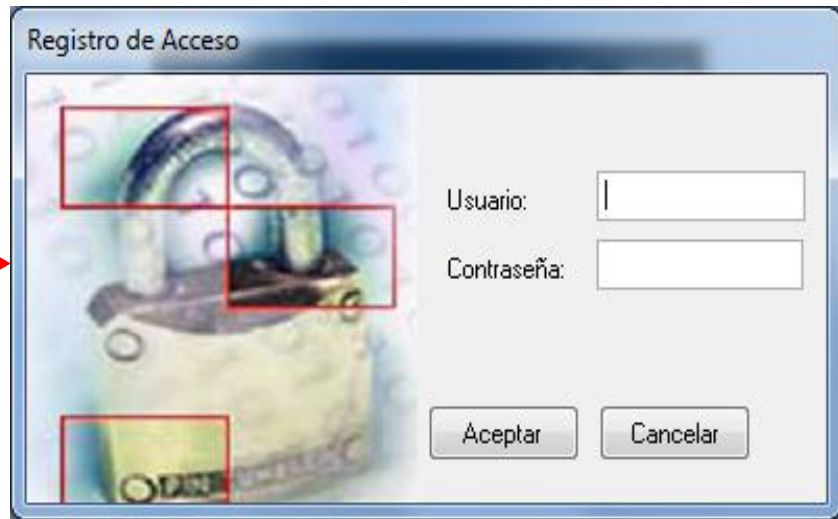 Registro de Acceso
Usuario:
Contraseña:
Aceptar
Cancelar